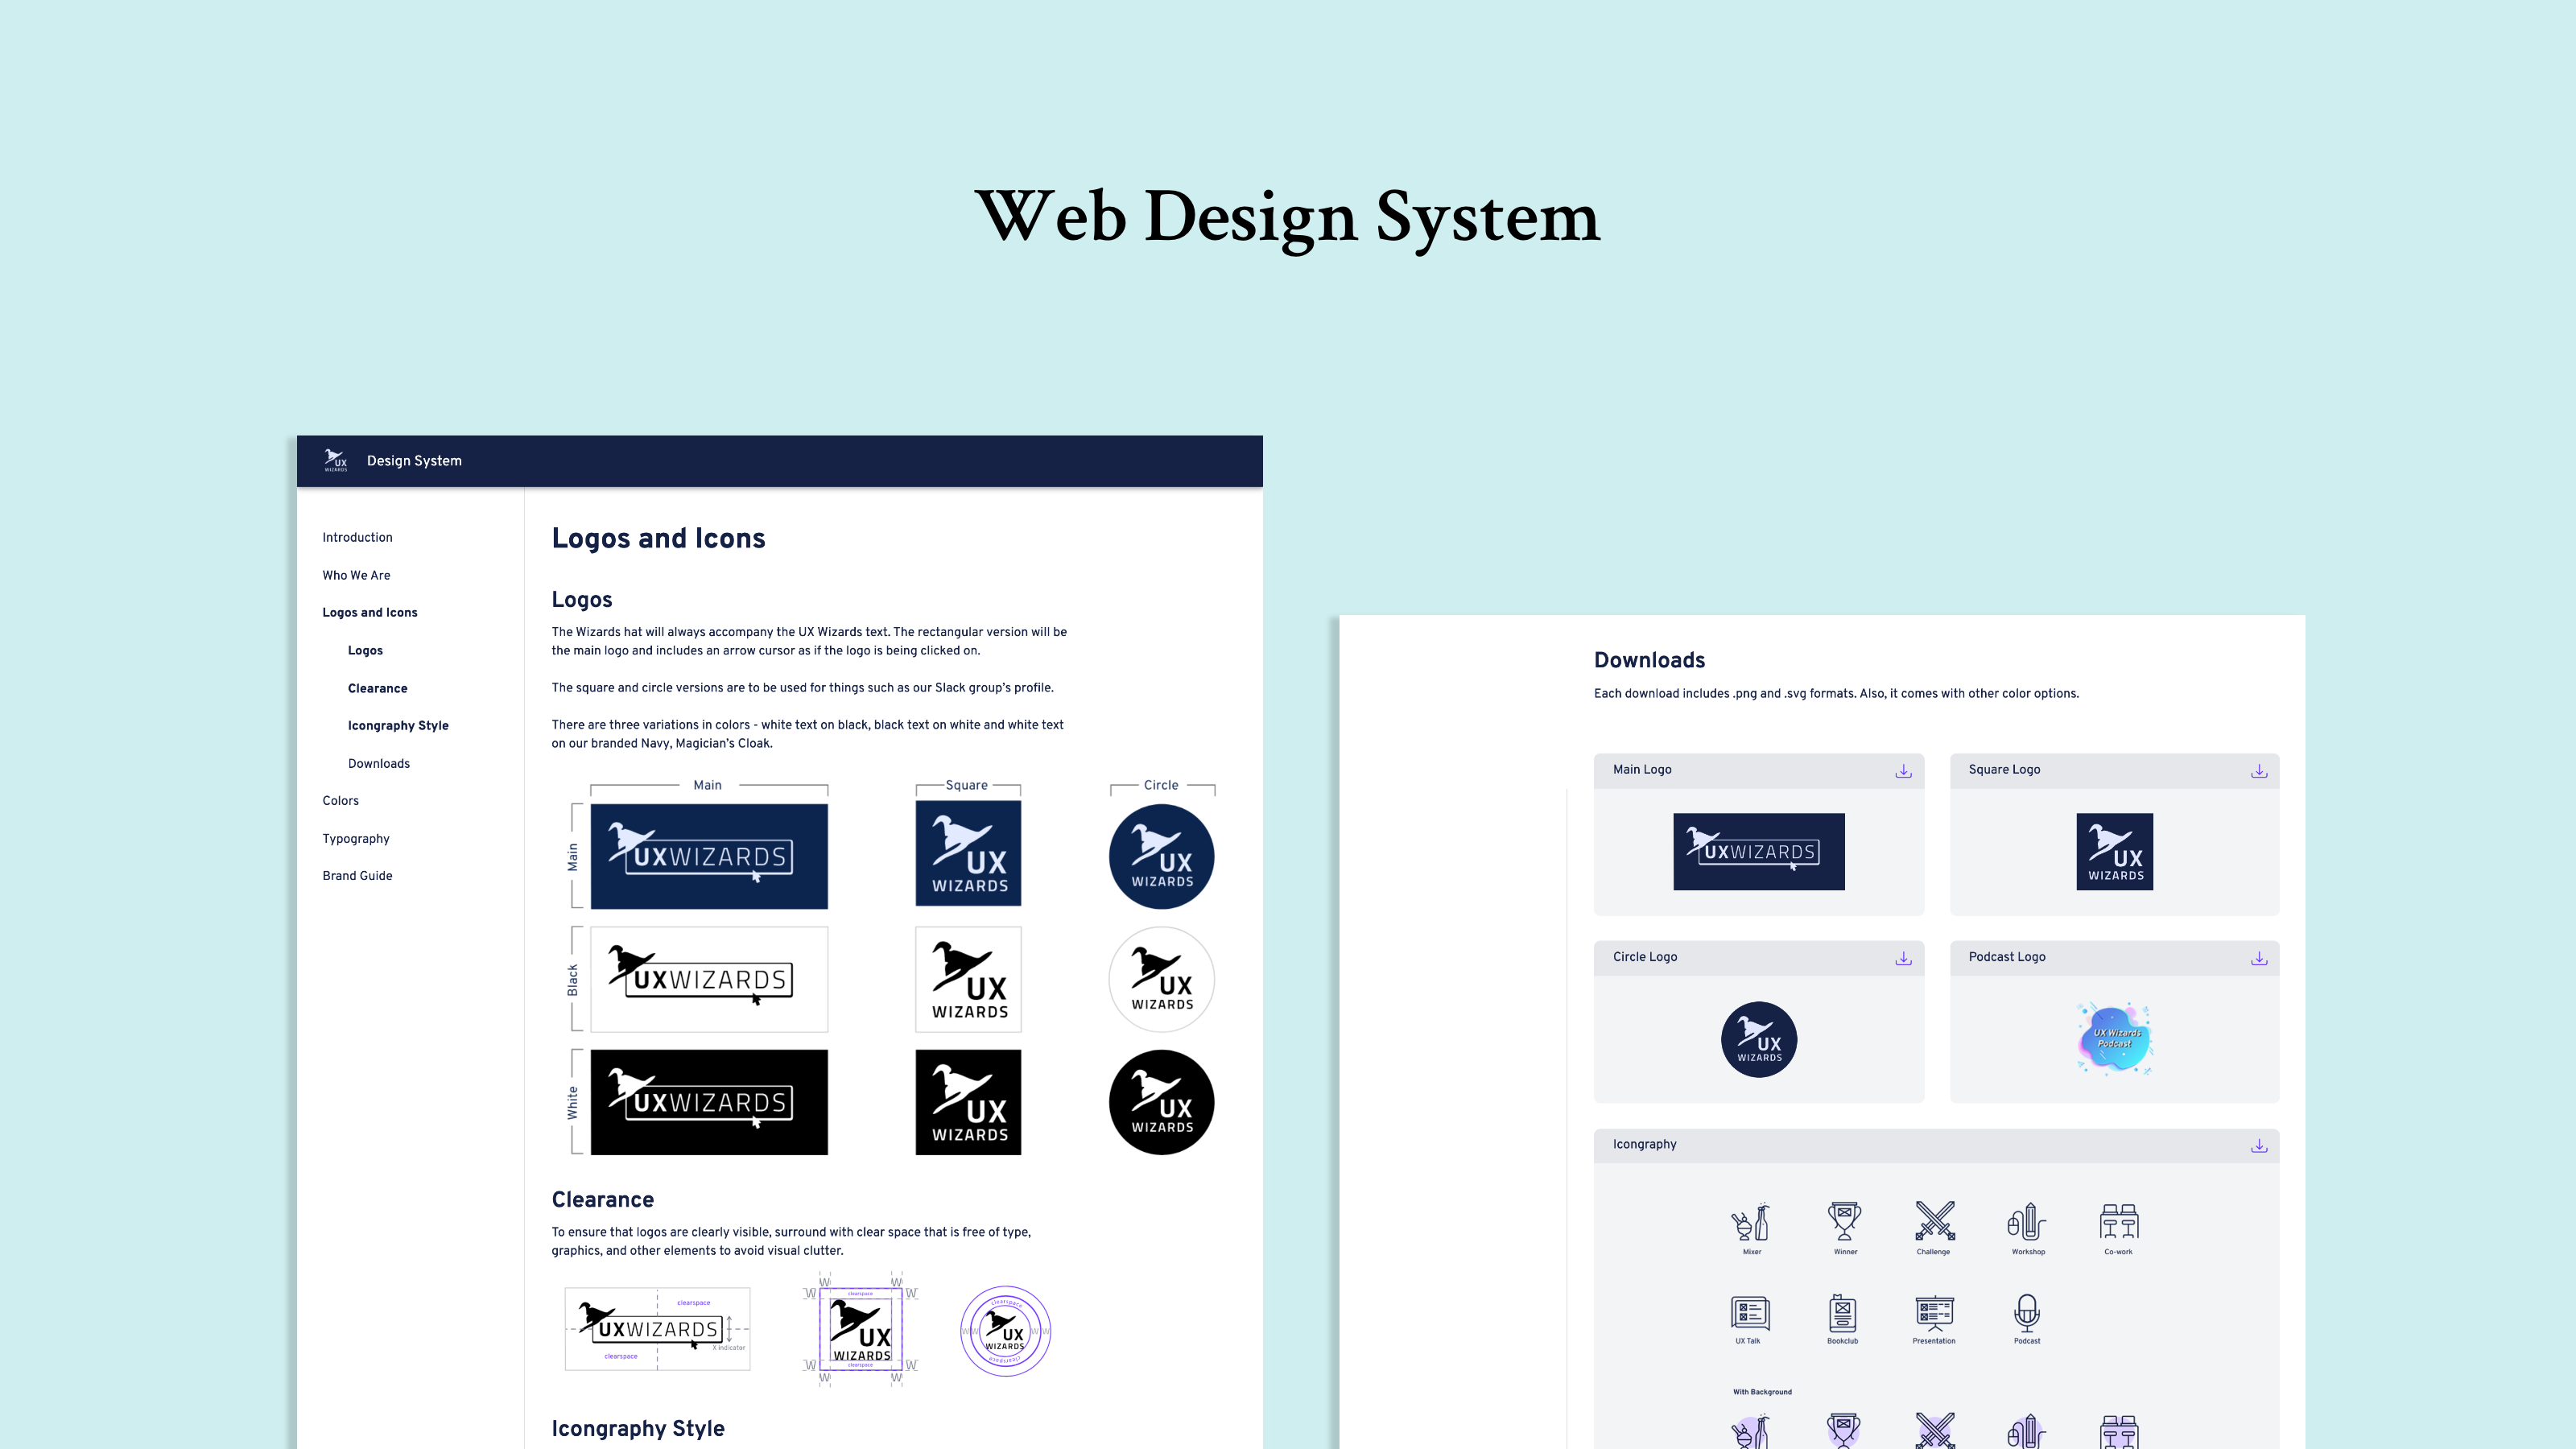 Web Design System
UX
WIZARDS
Design System
Introduction
Who We Are
Logos and Icons
Logos
Clearance
Icongraphy Style
Downloads
Colors
Typography
Brand Guide
Logos and Icons
Logos
The Wizards hat will always accompany the UX Wizards text. The rectangular version will be
the main logo and includes an arrow cursor as if the logo is being clicked on.
The square and circle versions are to be used for things such as our Slack group's profile.
There are three variations in colors - white text on black, black text on white and white text
on our branded Navy, Magician's Cloak.
Main
Square
Circle
Main
UXWIZARDS
UX
WIZARDS
UX
WIZARDS
Black
UXWIZARDS
UX
WIZARDS
UX
WIZARDS
White
UXWIZARDS
UX
WIZARDS
UX
WIZARDS
Clearance
To ensure that logos are clearly visible, surround with clear space that is free of type,
graphics, and other elements to avoid visual clutter.
clearspace
UXWIZARDS
X indicator
clearspace
W W
W W
clearspace
UX
WIZARDS
clearspace
W W
W W
clearspace
W W UX W W
WIZARDS
clearspace
Icongraphy Style
Downloads
Each download includes .png and .svg formats. Also, it comes with other color options.
Main Logo
UXWIZARDS
Square Logo
UX
WIZARDS
Circle Logo
UX
WIZARDS
Podcast Logo
UX Wizards
Podcast
Icongraphy
Mixer
Winner
Challenge
Workshop
Co-work
UX Talk
Bookclub
Presentation
Podcast
With Background